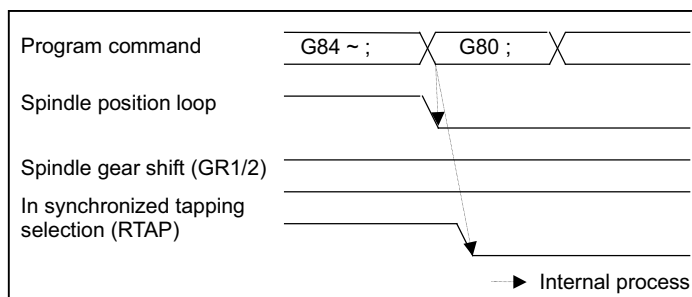 Program command
G84 ~ ;
G80 ;
Spindle position loop
Spindle gear shift (GR1/2)
In synchronized tapping
selection (RTAP)
Internal process